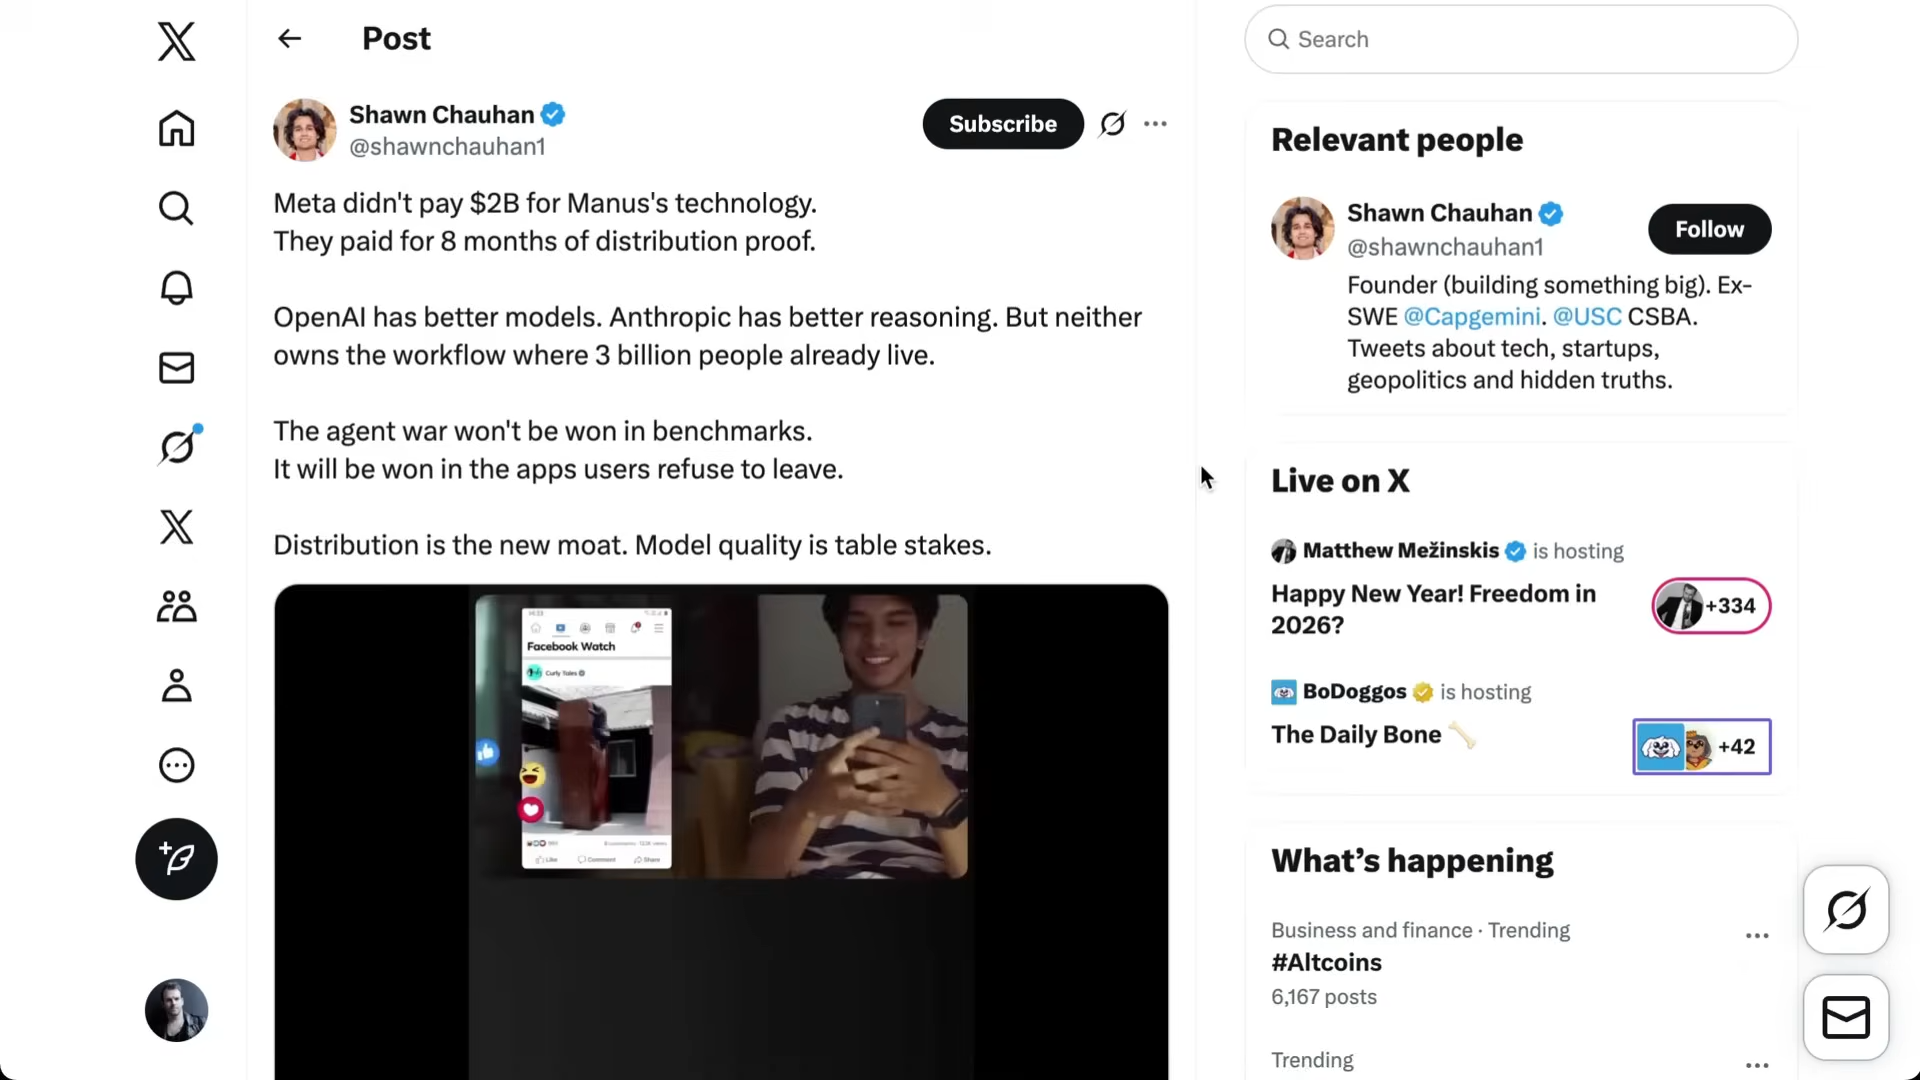 Post
Search
Shawn Chauhan
@shawnchauhan1
Subscribe
Meta didn't pay $2B for Manus's technology.
They paid for 8 months of distribution proof.
OpenAI has better models. Anthropic has better reasoning. But neither
owns the workflow where 3 billion people already live.
The agent war won't be won in benchmarks.
It will be won in the apps users refuse to leave.
Distribution is the new moat. Model quality is table stakes.
Facebook Watch
Curly Tales
Like
Comment
Share
Relevant people
Shawn Chauhan
@shawnchauhan1
Follow
Founder (building something big). Ex-
SWE @Capgemini. @USC CSBA.
Tweets about tech, startups,
geopolitics and hidden truths.
Live on X
Matthew Mežinskis is hosting
Happy New Year! Freedom in
2026?
+334
BoDoggos is hosting
The Daily Bone
+42
What's happening
Business and finance · Trending
#Altcoins
6,167 posts
Trending